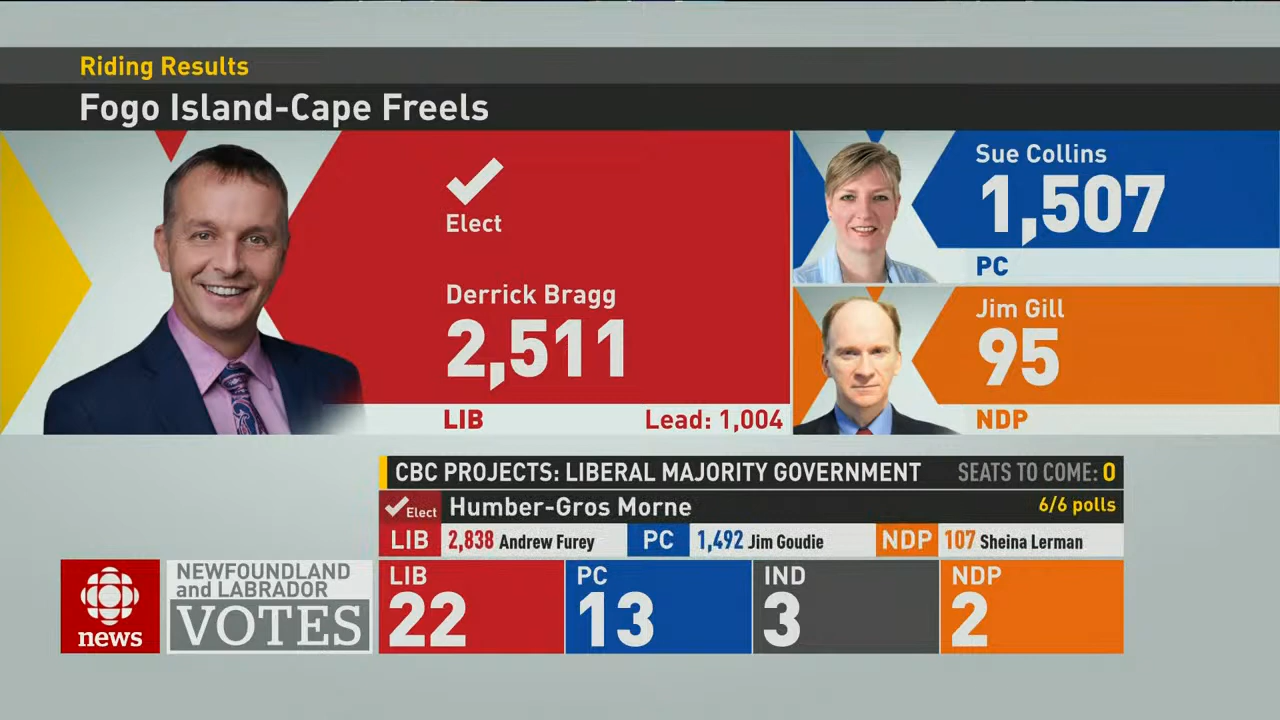 Riding Results
Fogo Island-Cape Freels
Elect
Derrick Bragg
2,511
LIB Lead: 1,004
Sue Collins
1,507
PC
Jim Gill
95
NDP
CBC PROJECTS: LIBERAL MAJORITY GOVERNMENT SEATS TO COME: 0
Elect Humber-Gros Morne 6/6 polls
LIB 2,838 Andrew Furey PC 1,492 Jim Goudie NDP 107 Sheina Lerman
news
NEWFOUNDLAND
and LABRADOR
VOTES
LIB
22
PC
13
IND
3
NDP
2